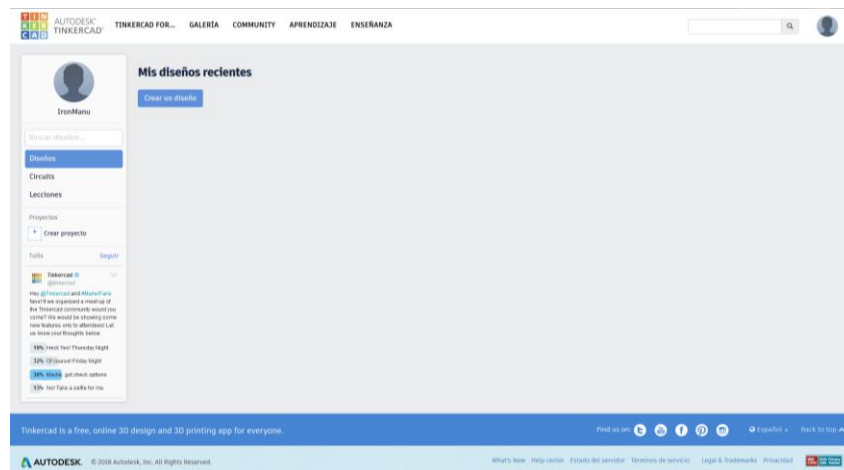 TIN
KER
CAD
AUTODESK®
TINKERCAD™
TINKERCAD FOR... GALERÍA COMMUNITY APRENDIZAJE ENSEÑANZA
IronManu
Buscar diseños...
Diseños
Circuits
Lecciones
Proyectos
+ Crear proyecto
Tuits Seguir
Tinkercad
@tinkercad
Hey @Tinkercad and #MakerFaire
fans! If we organized a meetup of
the Tinkercad community would you
come? We would be showing some
new features only to attendees! Let
us know your thoughts below.
16% Heck Yes! Thursday Night
33% Of course! Friday Night
38% Maybe, got check options
13% No! Take a selfie for me
Mis diseños recientes
Crear un diseño
Tinkercad is a free, online 3D design and 3D printing app for everyone.
Find us on: Español Back to top
AUTODESK. © 2018 Autodesk, Inc. All Rights Reserved.
What's New Help center Estado del servidor Términos de servicio Legal & Trademarks Privacidad